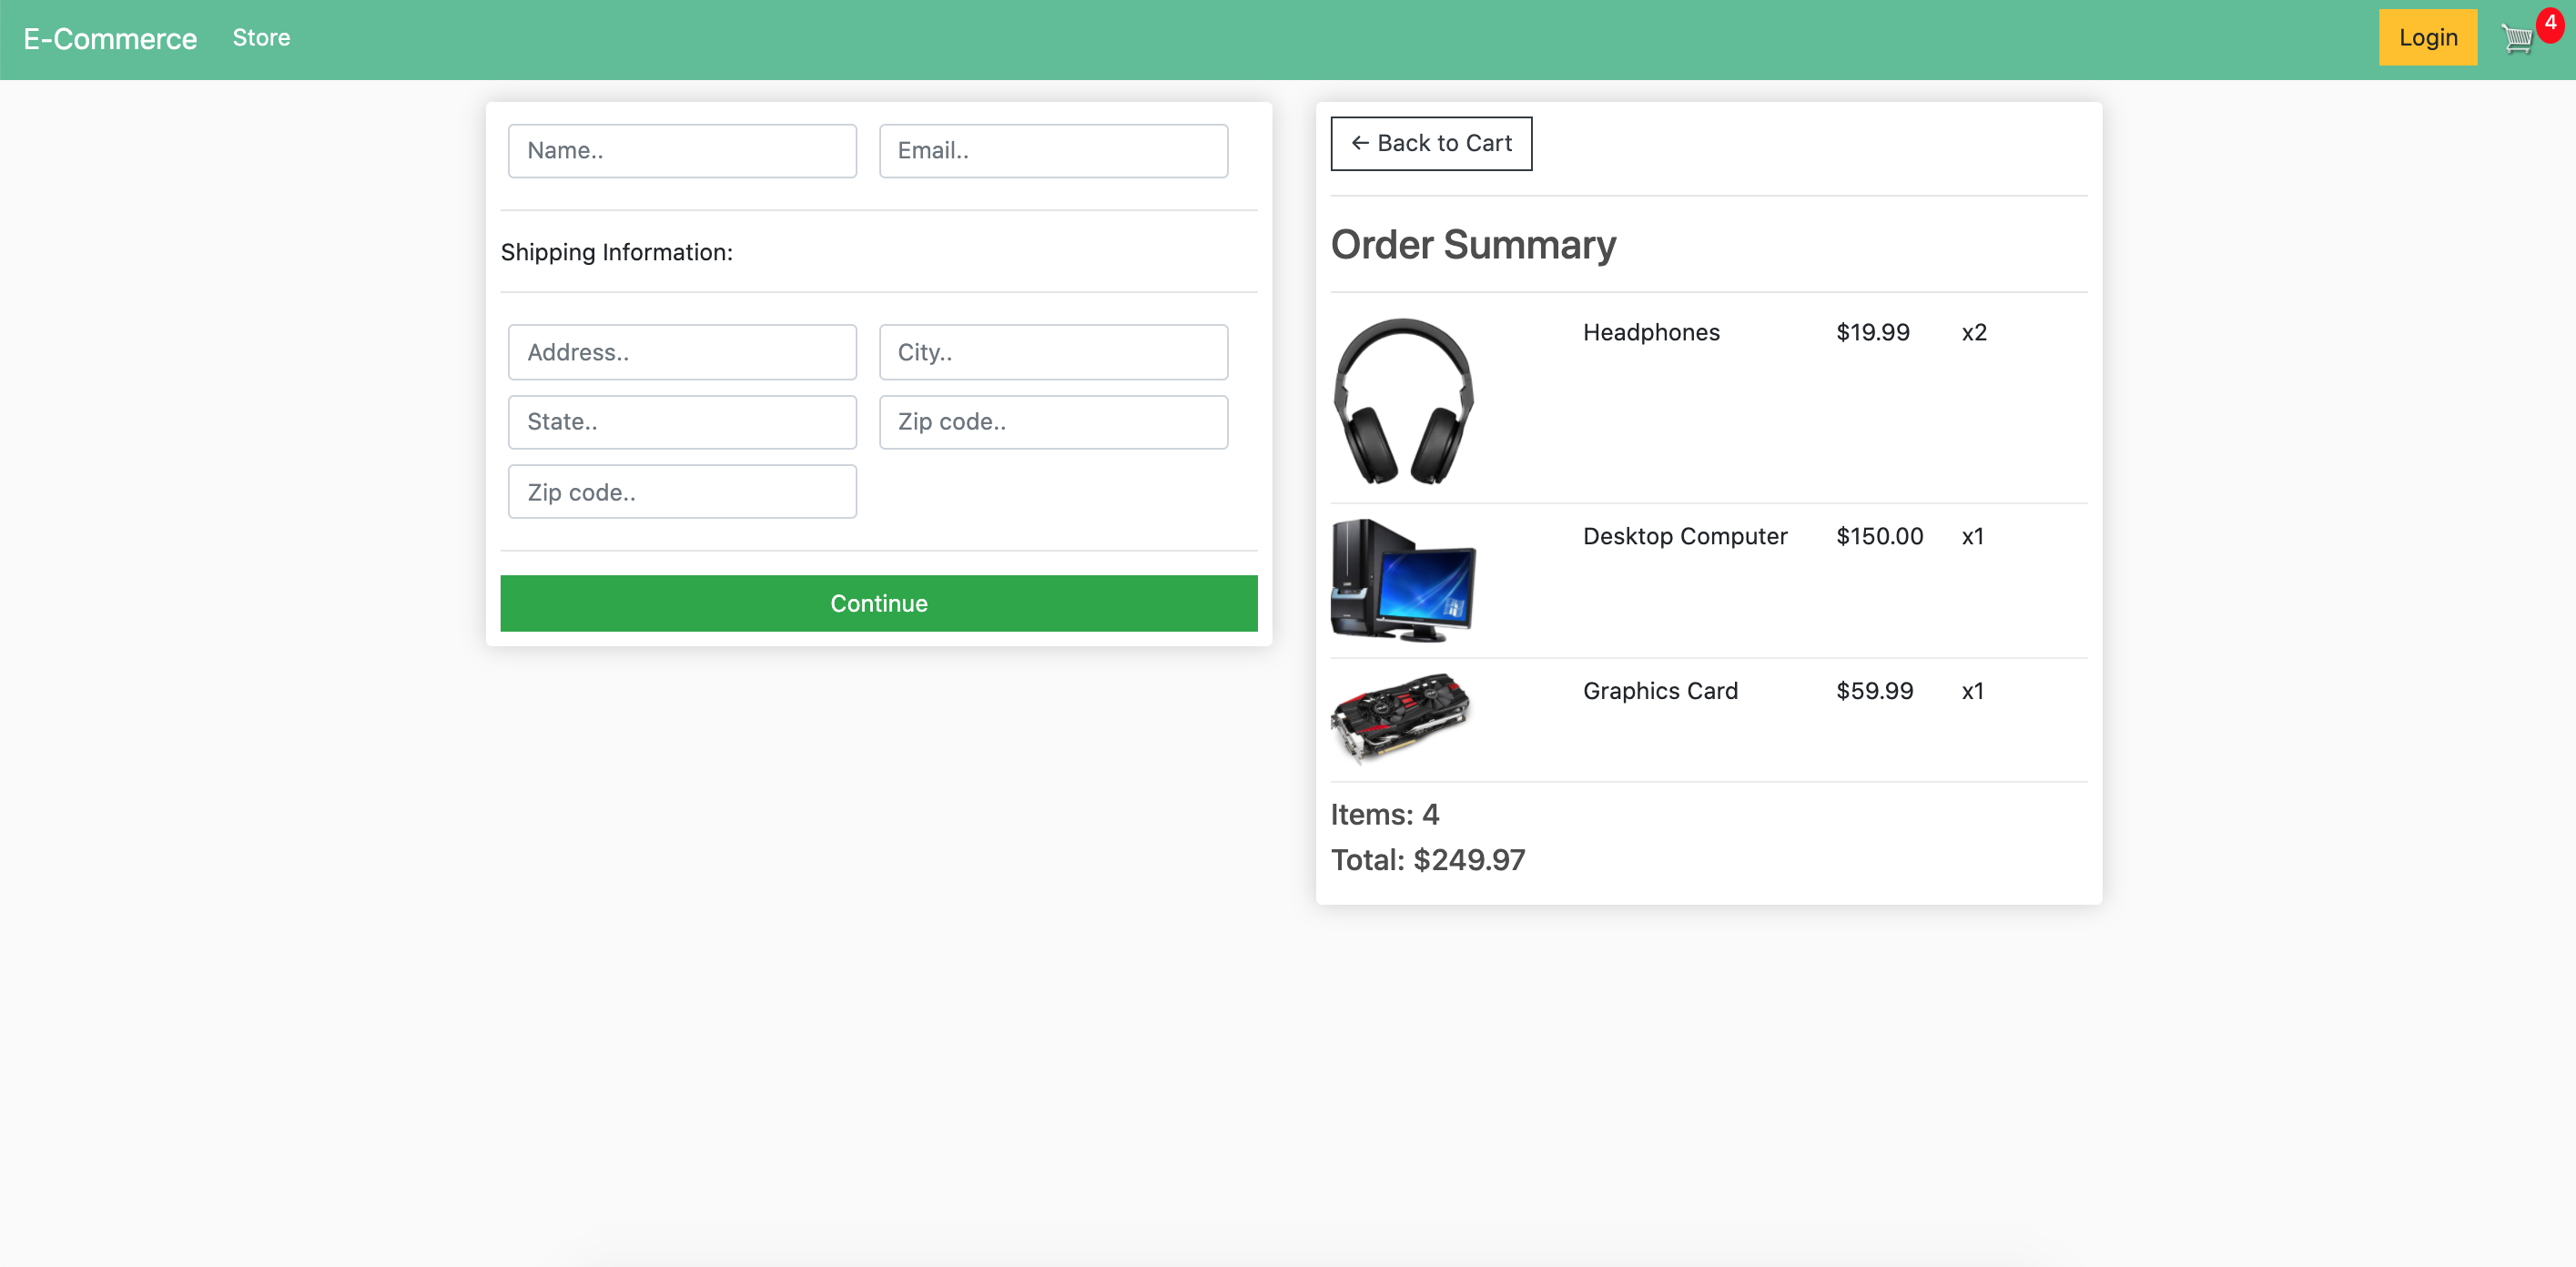 E-Commerce Store Login 4
Name.. Email..
Shipping Information:
Address.. City..
State.. Zip code..
Zip code..
Continue
← Back to Cart
Order Summary
Headphones $19.99 x2
Desktop Computer $150.00 x1
Graphics Card $59.99 x1
Items: 4
Total: $249.97